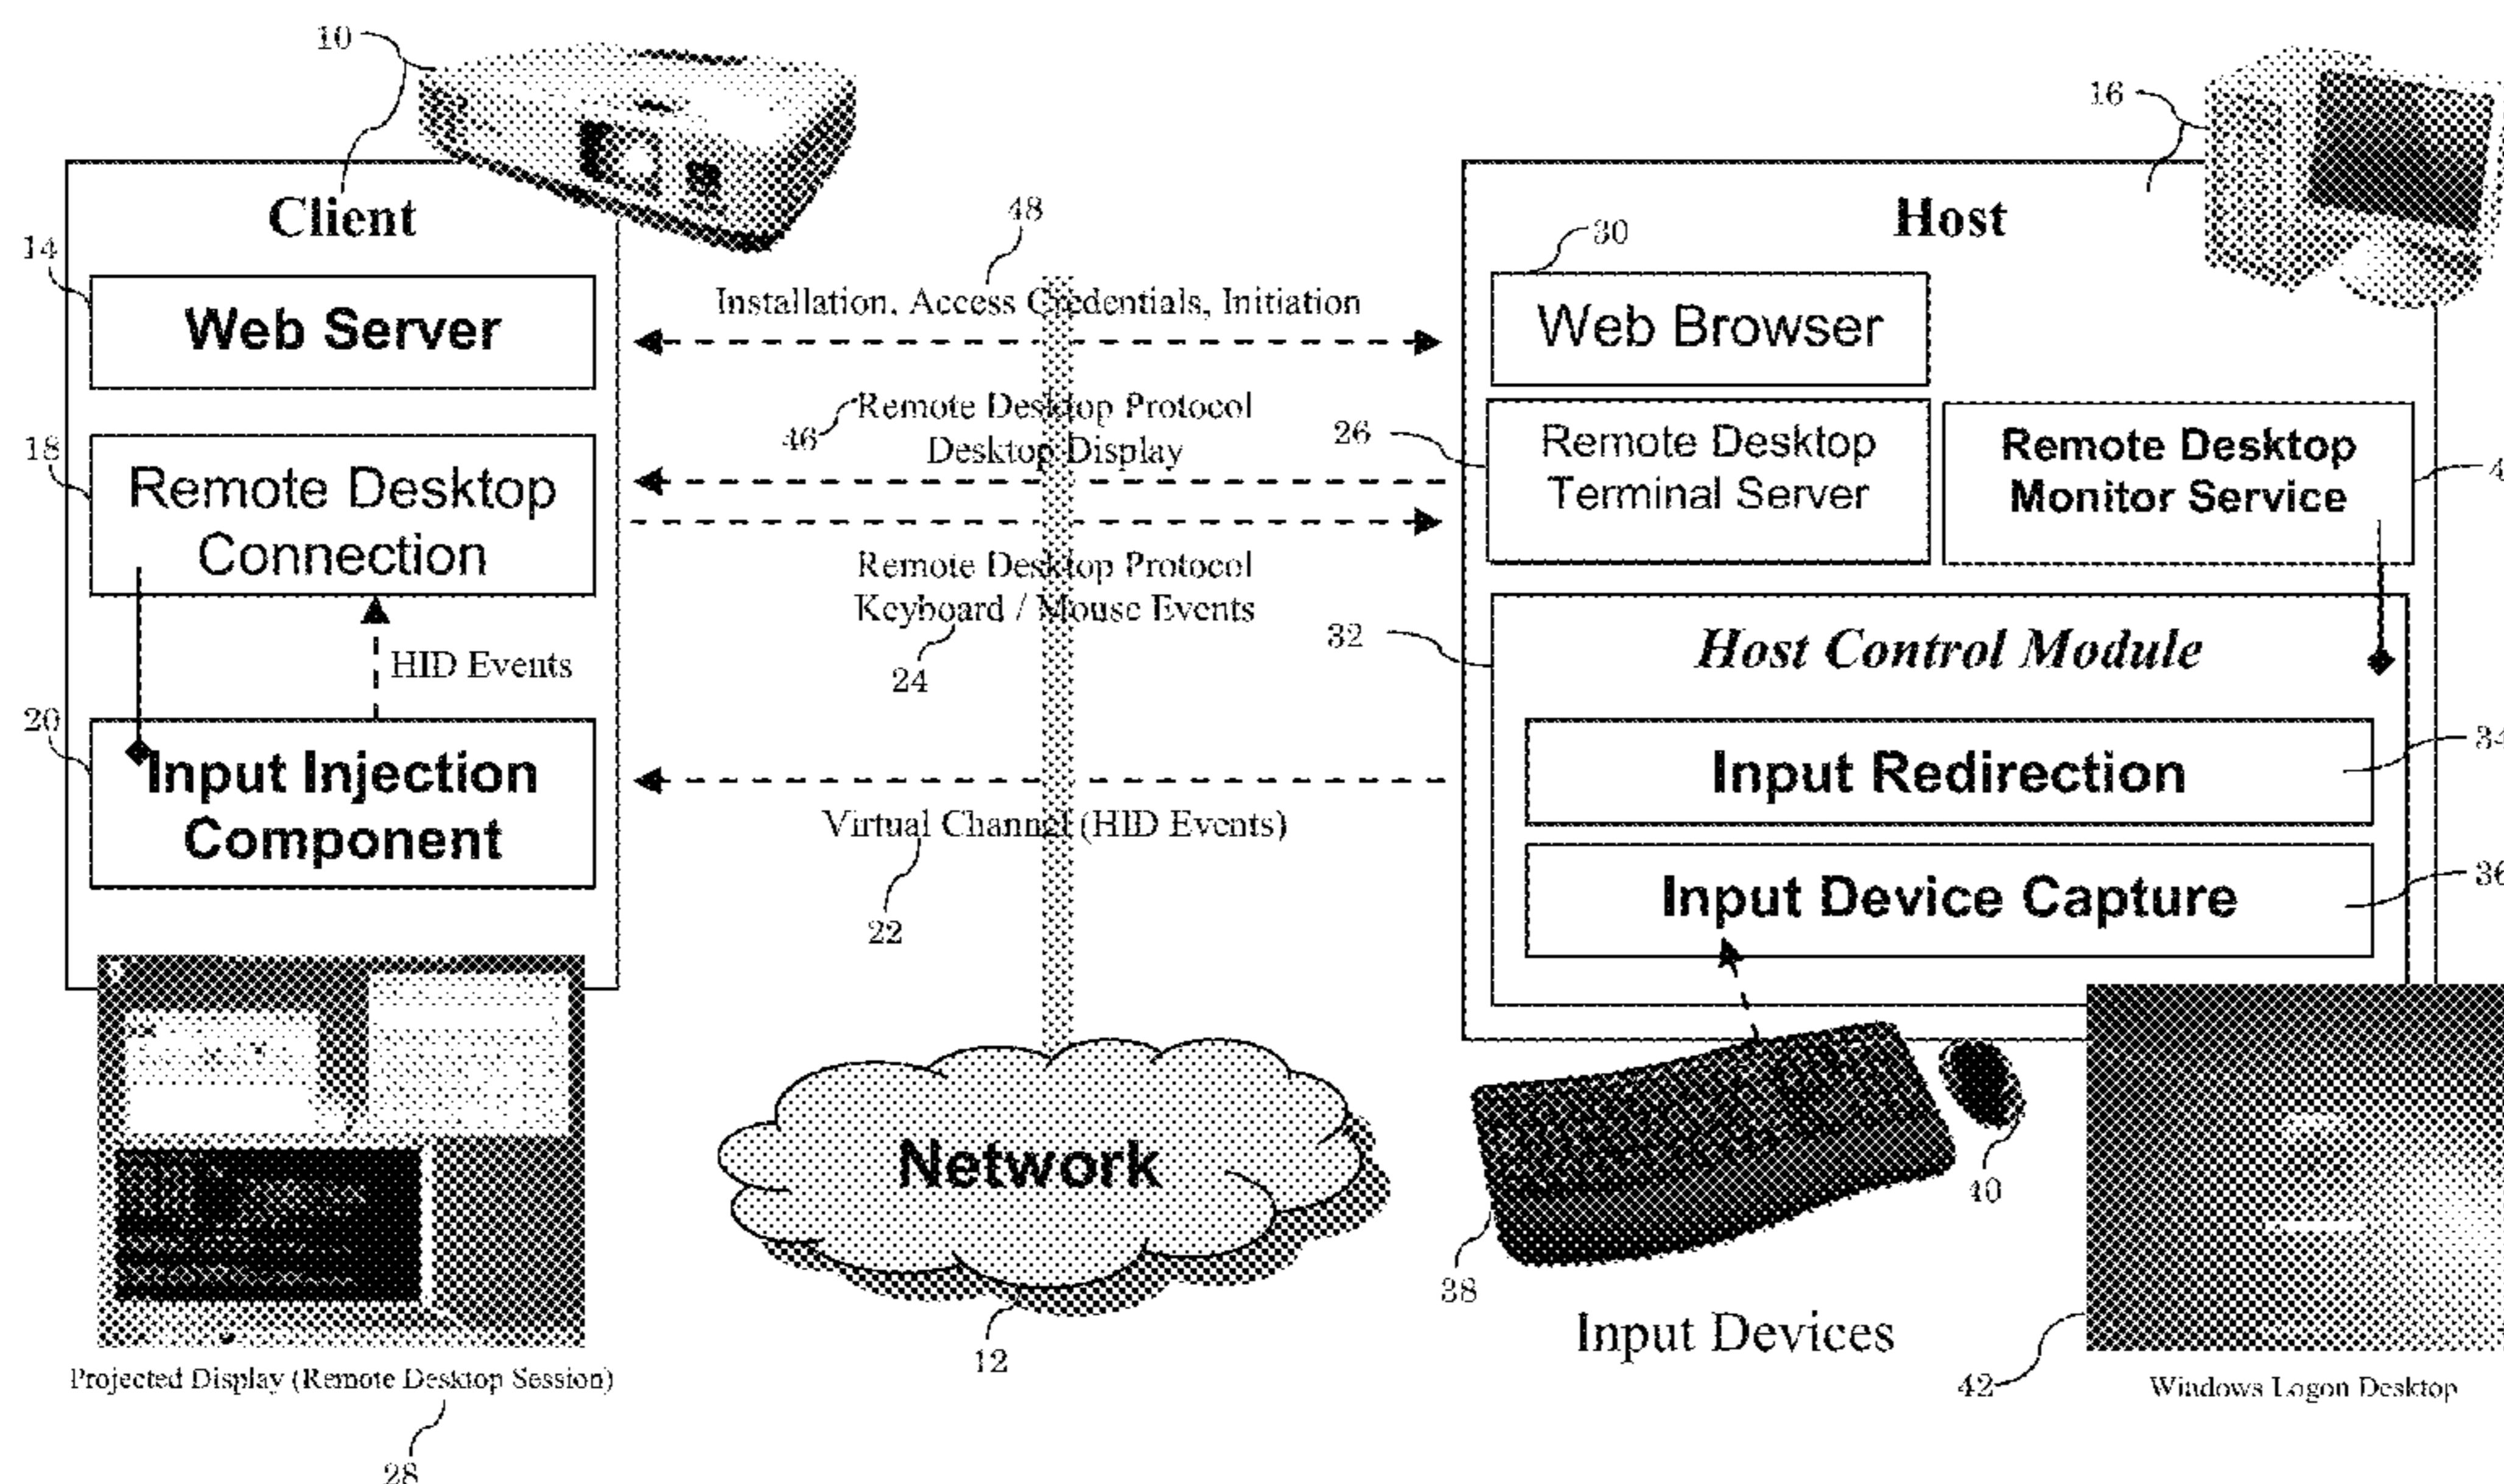 10
16
Client
Host
14
48
30
Web Server
Installation, Access Credentials, Initiation
Web Browser
18
46
Remote Desktop Protocol
Desktop Display
26
Remote Desktop
Terminal Server
Remote Desktop
Monitor Service
Remote Desktop
Connection
Remote Desktop Protocol
Keyboard / Mouse Events
24
HID Events
32
Host Control Module
20
Input Injection
Component
Virtual Channel (HID Events)
22
Input Redirection
Input Device Capture
Network
12
38
40
Input Devices
42
Projected Display (Remote Desktop Session)
28
Windows Logon Desktop